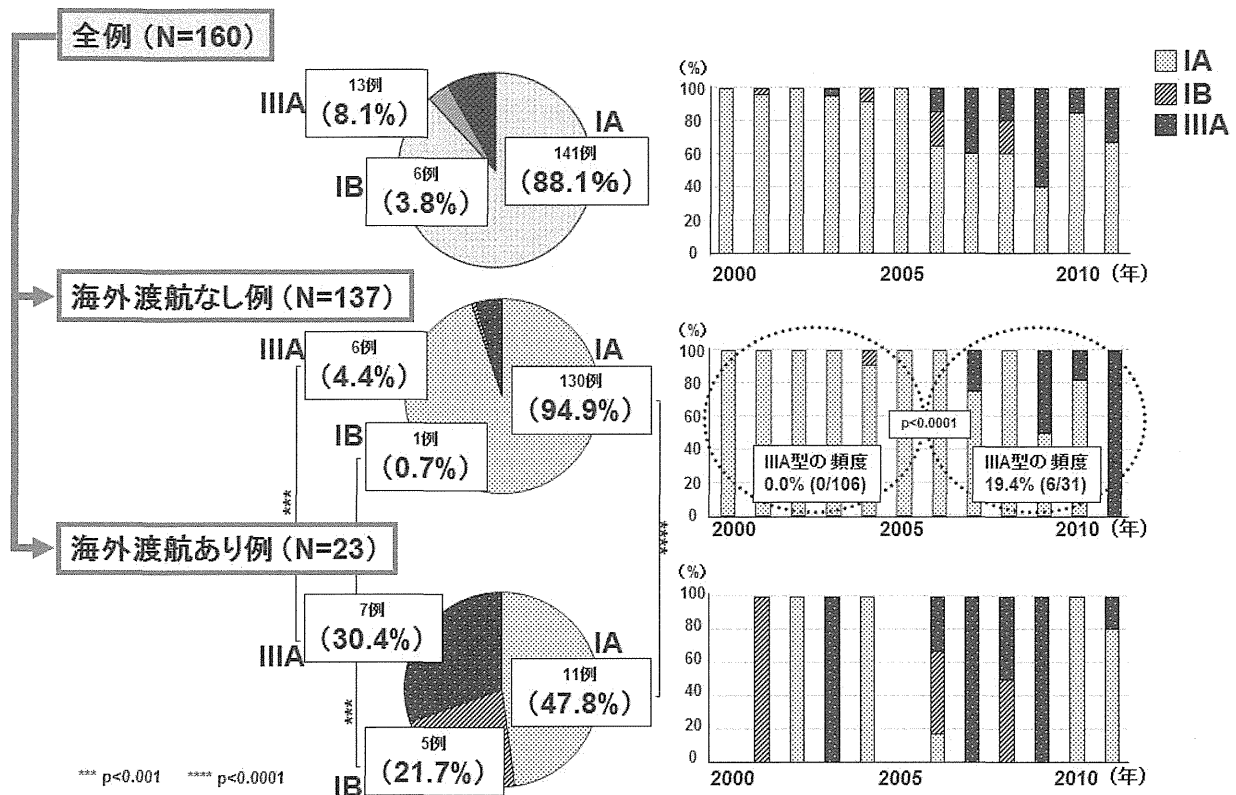 全例 (N=160)
IIIA
13例
(8.1%)
IA
141例
(88.1%)
IB
6例
(3.8%)
(%)
100
80
60
40
20
0
2000
2005
2010 (年)
IA
IB
IIIA
海外渡航なし例 (N=137)
IIIA
6例
(4.4%)
IA
130例
(94.9%)
IB
1例
(0.7%)
(%)
100
80
60
40
20
0
p<0.0001
IIIA型の頻度
0.0% (0/106)
IIIA型の頻度
19.4% (6/31)
2000
2005
2010 (年)
***
***
****
海外渡航あり例 (N=23)
7例
(30.4%)
IIIA
IA
11例
(47.8%)
5例
(21.7%)
IB
(%)
100
80
60
40
20
0
2000
2005
2010 (年)
*** p<0.001 **** p<0.0001